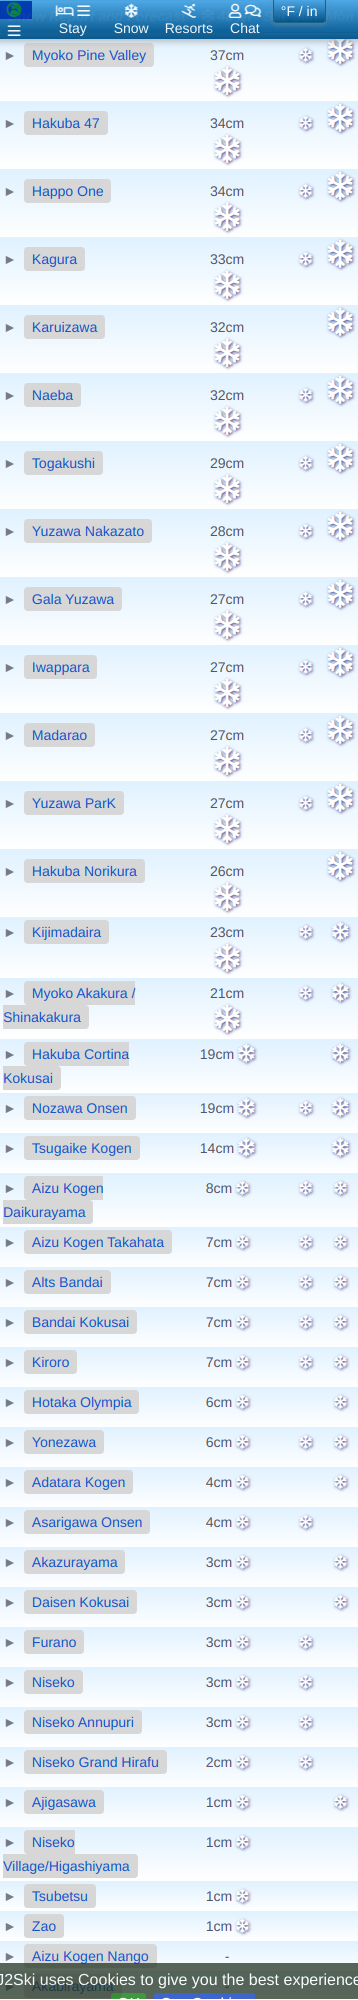 Stay Snow Resorts Chat °F / in
Myoko Pine Valley 37cm
Hakuba 47 34cm
Happo One 34cm
Kagura 33cm
Karuizawa 32cm
Naeba 32cm
Togakushi 29cm
Yuzawa Nakazato 28cm
Gala Yuzawa 27cm
Iwappara 27cm
Madarao 27cm
Yuzawa ParK 27cm
Hakuba Norikura 26cm
Kijimadaira 23cm
Myoko Akakura / 21cm
Shinakakura
Hakuba Cortina 19cm
Kokusai
Nozawa Onsen 19cm
Tsugaike Kogen 14cm
Aizu Kogen 8cm
Daikurayama
Aizu Kogen Takahata 7cm
Alts Bandai 7cm
Bandai Kokusai 7cm
Kiroro 7cm
Hotaka Olympia 6cm
Yonezawa 6cm
Adatara Kogen 4cm
Asarigawa Onsen 4cm
Akazurayama 3cm
Daisen Kokusai 3cm
Furano 3cm
Niseko 3cm
Niseko Annupuri 3cm
Niseko Grand Hirafu 2cm
Ajigasawa 1cm
Niseko 1cm
Village/Higashiyama
Tsubetsu 1cm
Zao 1cm
Aizu Kogen Nango -
J2Ski uses Cookies to give you the best experience